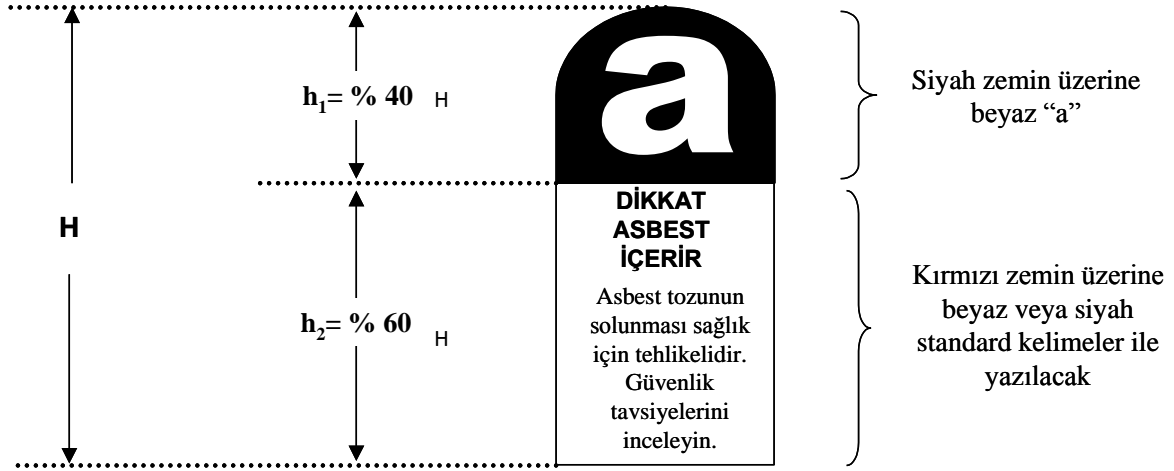 H
h₁= % 40 H
h₂= % 60 H
a
DİKKAT
ASBEST
İÇERİR
Asbest tozunun
solunması sağlık
için tehlikelidir.
Güvenlik
tavsiyelerini
inceleyin.
Siyah zemin üzerine
beyaz “a”
Kırmızı zemin üzerine
beyaz veya siyah
standard kelimeler ile
yazılacak